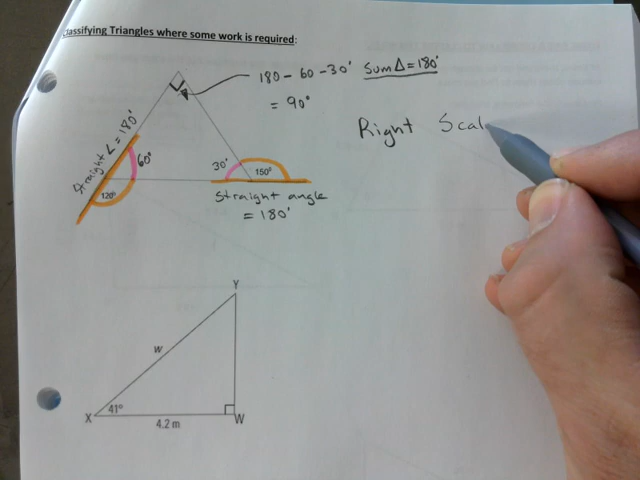 lassifying Triangles where some work is required:
180 - 60 - 30° Sum Δ = 180°
= 90°
Right Scal
Straight ∠ = 180°
60°
120°
30°
150°
Straight angle
= 180°
Y
w
X
41°
4.2 m
W